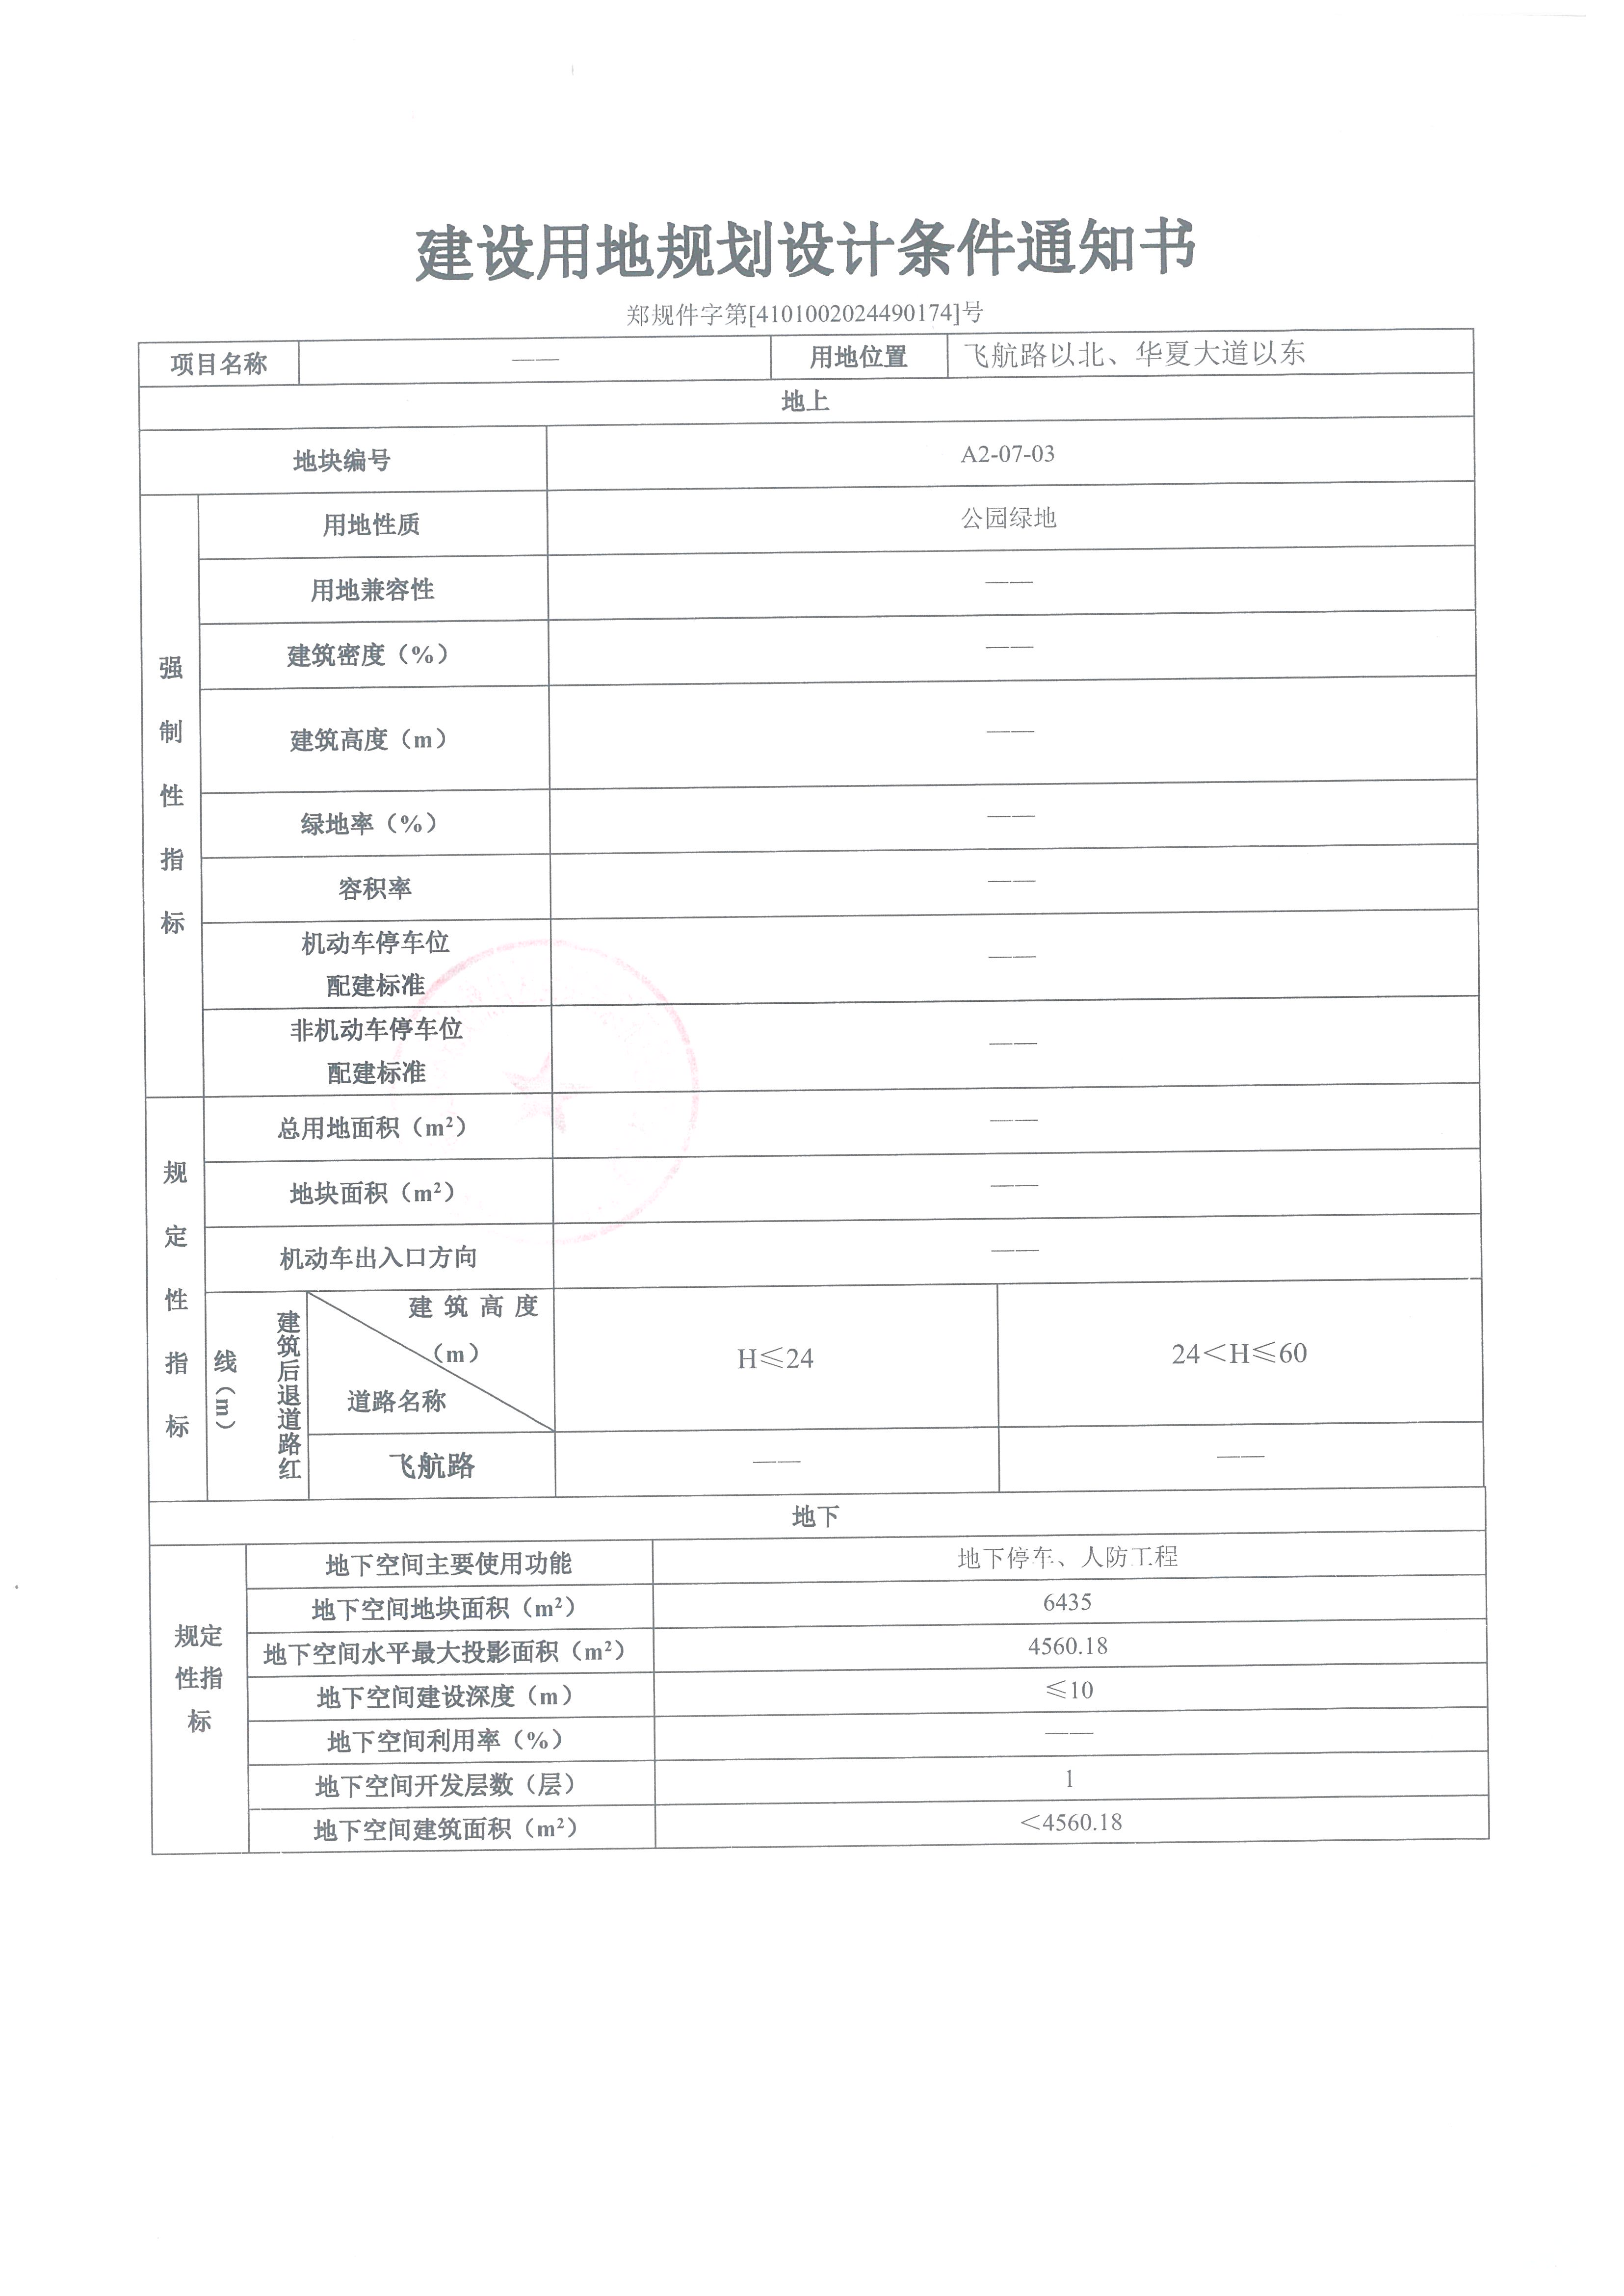 建设用地规划设计条件通知书
郑规件字第[4101002024490174]号
项目名称 —— 用地位置 飞航路以北、华夏大道以东
地上
地块编号 A2-07-03
强制性指标
用地性质 公园绿地
用地兼容性 ——
建筑密度（%） ——
建筑高度（m） ——
绿地率（%） ——
容积率 ——
机动车停车位
配建标准 ——
非机动车停车位
配建标准 ——
规定性指标
总用地面积（m²） ——
地块面积（m²） ——
机动车出入口方向 ——
建筑后退道路红
线（m）
建筑高度
（m）
道路名称
H≤24 24＜H≤60
飞航路 —— ——
地下
规定
性指
标
地下空间主要使用功能 地下停车、人防工程
地下空间地块面积（m²） 6435
地下空间水平最大投影面积（m²） 4560.18
地下空间建设深度（m） ≤10
地下空间利用率（%） ——
地下空间开发层数（层） 1
地下空间建筑面积（m²） ＜4560.18